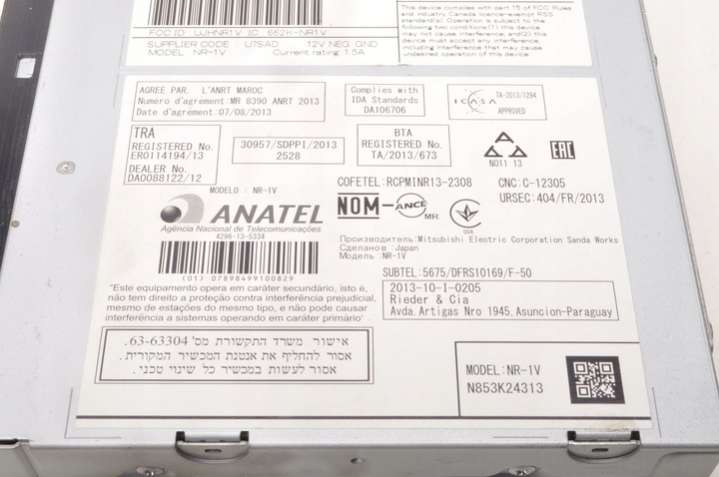 FCC ID WJHNR1V IC 662K-NR1V
SUPPLIER CODE U75AD 12V NEG. GND
MODEL NR-1V Current rating: 1.5A
This device complies with part 15 of FCC Rules
and Industry Canada licence-exempt RSS
standard(s). Operation is subject to the
following two conditions:(1) this device
may not cause interference, and(2) this
device must accept any interference,
including interference that may cause
undesired operation of this device.
AGREE PAR L'ANRT MAROC
Numero d'agrement:MR 8390 ANRT 2013
Date d'agrement:07/08/2013
Complies with
IDA Standards
DA106706
ICASA
TA-2013/1294
APPROVED
TRA
REGISTERED No.
ER0114194/13
DEALER No.
DA0088122/12
30957/SDPPI/2013
2528
BTA
REGISTERED No.
TA/2013/673
N011 13
EAC
MODELO : NR-1V
COFETEL:RCPMINR13-2308
CNC: C-12305
URSEC:404/FR/2013
ANATEL
Agência Nacional de Telecomunicações
4296-13-5334
NOM-ANCE MR
Производитель:Mitsubishi Electric Corporation Sanda Works
Сделанов :Japan
Модель :NR-1V
(01) 07898499100829
SUBTEL:5675/DFRS10169/F-50
2013-10-I-0205
Rieder & Cia
Avda.Artigas Nro 1945,Asuncion-Paraguay
"Este equipamento opera em caráter secundário, isto é,
não tem direito a proteção contra interferência prejudicial,
mesmo de estações do mesmo tipo, e não pode causar
interferência a sistemas operando em caráter primário"
אישור משרד התקשורת מס' 63-63304.
אסור להחליף את אנטנת המכשיר המקורית.
אסור לעשות במכשיר כל שינוי טכני.
MODEL:NR-1V
N853K24313